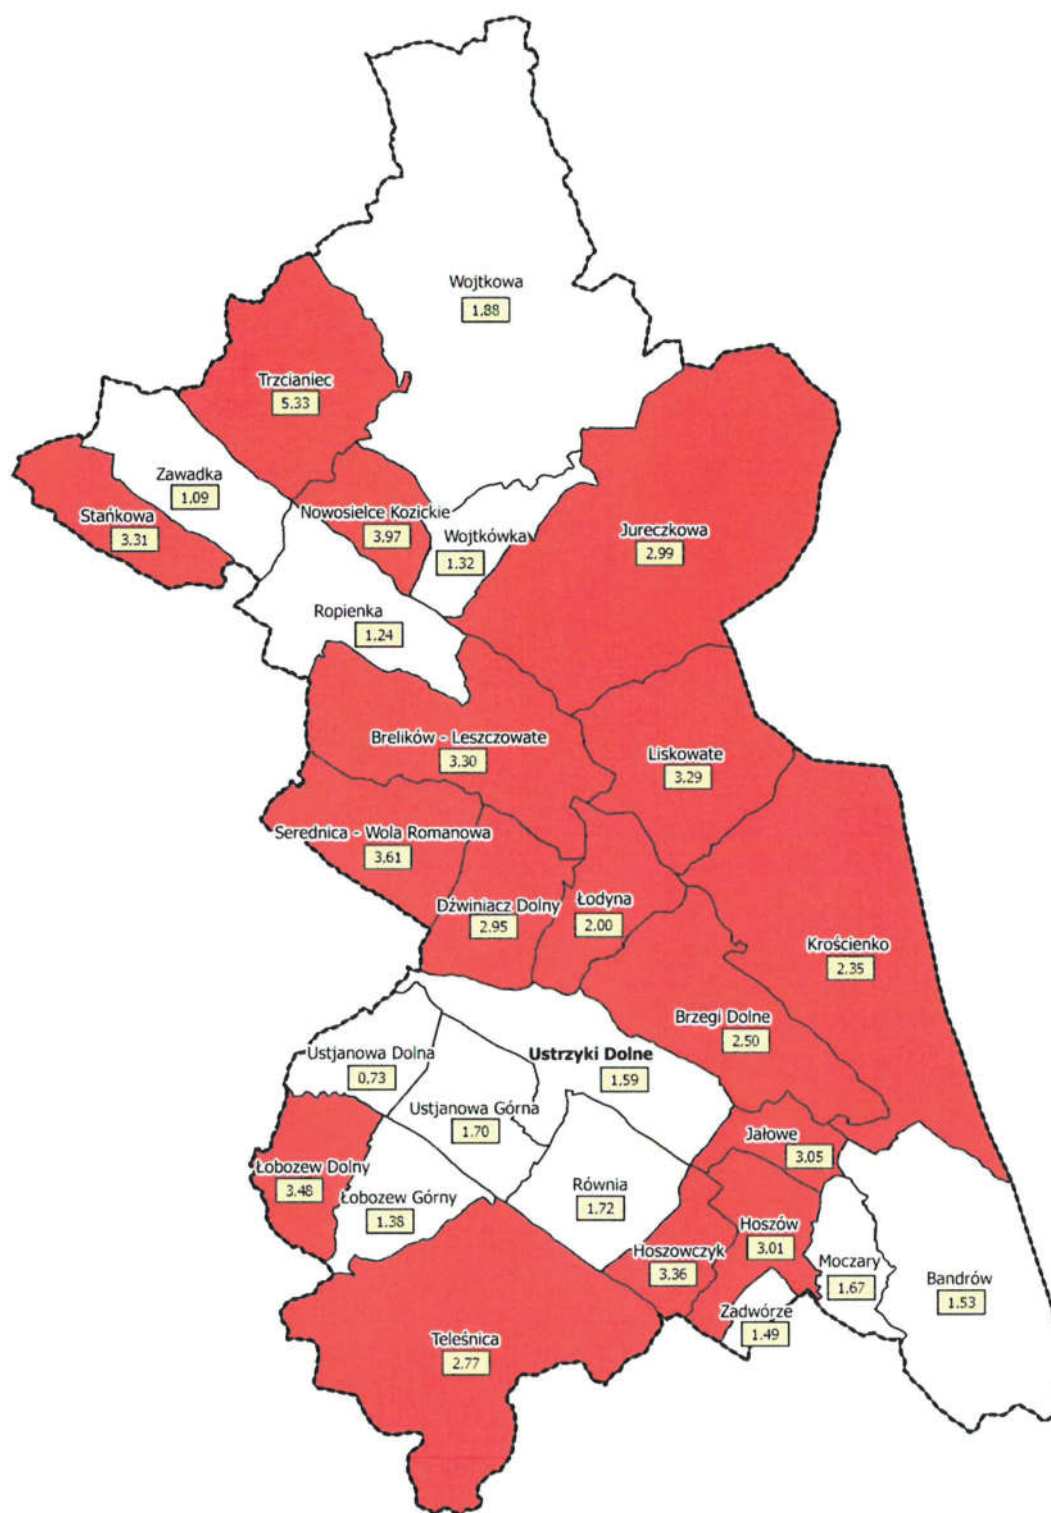 Wojtkowa
1.88
Trzcianiec
5.33
Zawadka
1.09
Stańkowa
3.31
Nowosielce Kozickie
3.97
Wojtkówka
1.32
Jureczkowa
2.99
Ropienka
1.24
Brelików - Leszczowate
3.30
Liskowate
3.29
Serednica - Wola Romanowa
3.61
Dźwiniacz Dolny
2.95
Łodyna
2.00
Krościenko
2.35
Brzegi Dolne
2.50
Ustjanowa Dolna
0.73
Ustrzyki Dolne
1.59
Ustjanowa Górna
1.70
Jałowe
3.05
Łobozew Dolny
3.48
Łobozew Górny
1.38
Równia
1.72
Hoszów
3.01
Hoszowczyk
3.36
Moczary
1.67
Bandrów
1.53
Zadwórze
1.49
Teleśnica
2.77